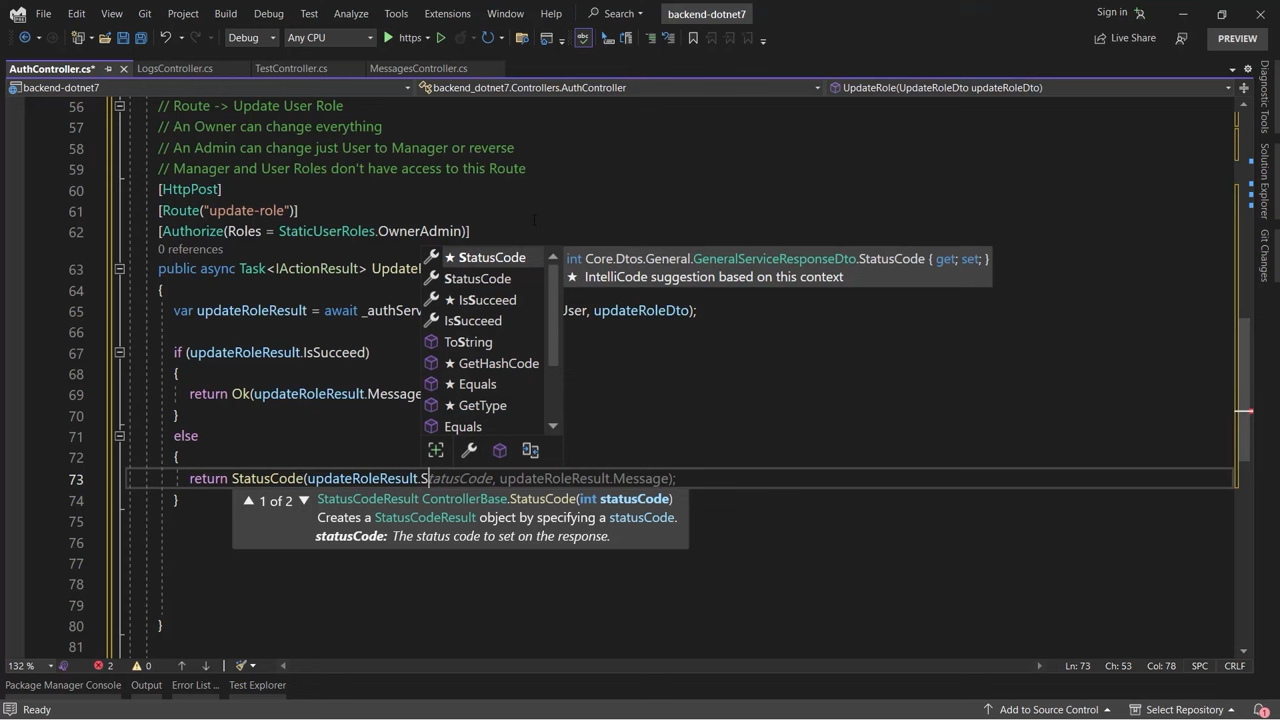 File Edit View Git Project Build Debug Test Analyze Tools Extensions Window Help Search backend-dotnet7 Sign in
Debug Any CPU https Live Share PREVIEW
AuthController.cs* LogsController.cs TestController.cs MessagesController.cs
backend-dotnet7 backend_dotnet7.Controllers.AuthController UpdateRole(UpdateRoleDto updateRoleDto)
56 // Route -> Update User Role
57 // An Owner can change everything
58 // An Admin can change just User to Manager or reverse
59 // Manager and User Roles don't have access to this Route
60 [HttpPost]
61 [Route("update-role")]
62 [Authorize(Roles = StaticUserRoles.OwnerAdmin)]
0 references
63 public async Task<IActionResult> Updatel
64 {
65 var updateRoleResult = await _authServ User, updateRoleDto);
66
67 if (updateRoleResult.IsSucceed)
68 {
69 return Ok(updateRoleResult.Message
70 }
71 else
72 {
73 return StatusCode(updateRoleResult.StatusCode, updateRoleResult.Message);
74 }
75
76
77
78
79
80 }
81
★ StatusCode
StatusCode
★ IsSucceed
IsSucceed
ToString
★ GetHashCode
★ Equals
★ GetType
Equals
int Core.Dtos.General.GeneralServiceResponseDto.StatusCode { get; set; }
★ IntelliCode suggestion based on this context
▲ 1 of 2 ▼ StatusCodeResult ControllerBase.StatusCode(int statusCode)
Creates a StatusCodeResult object by specifying a statusCode.
statusCode: The status code to set on the response.
132 % 2 0 Ln: 73 Ch: 53 Col: 78 SPC CRLF
Package Manager Console Output Error List ... Test Explorer
Ready Add to Source Control Select Repository 1
Diagnostic Tools
Solution Explorer
Properties